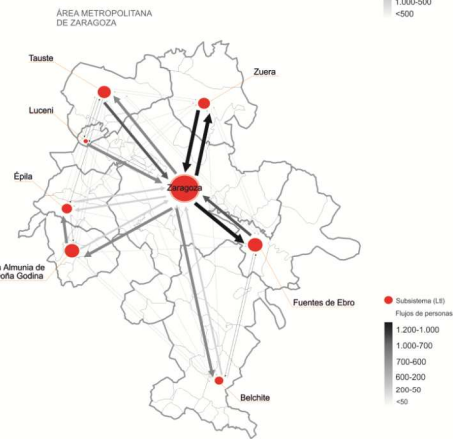 ÁREA METROPOLITANA
DE ZARAGOZA
1.000-500
<500
Tauste
Zuera
Luceni
Épila
Zaragoza
Almunia de
oña Godina
Fuentes de Ebro
Belchite
Subsistema (LS)
Flujos de personas
1.200-1.000
1.000-700
700-600
600-200
200-50
<50